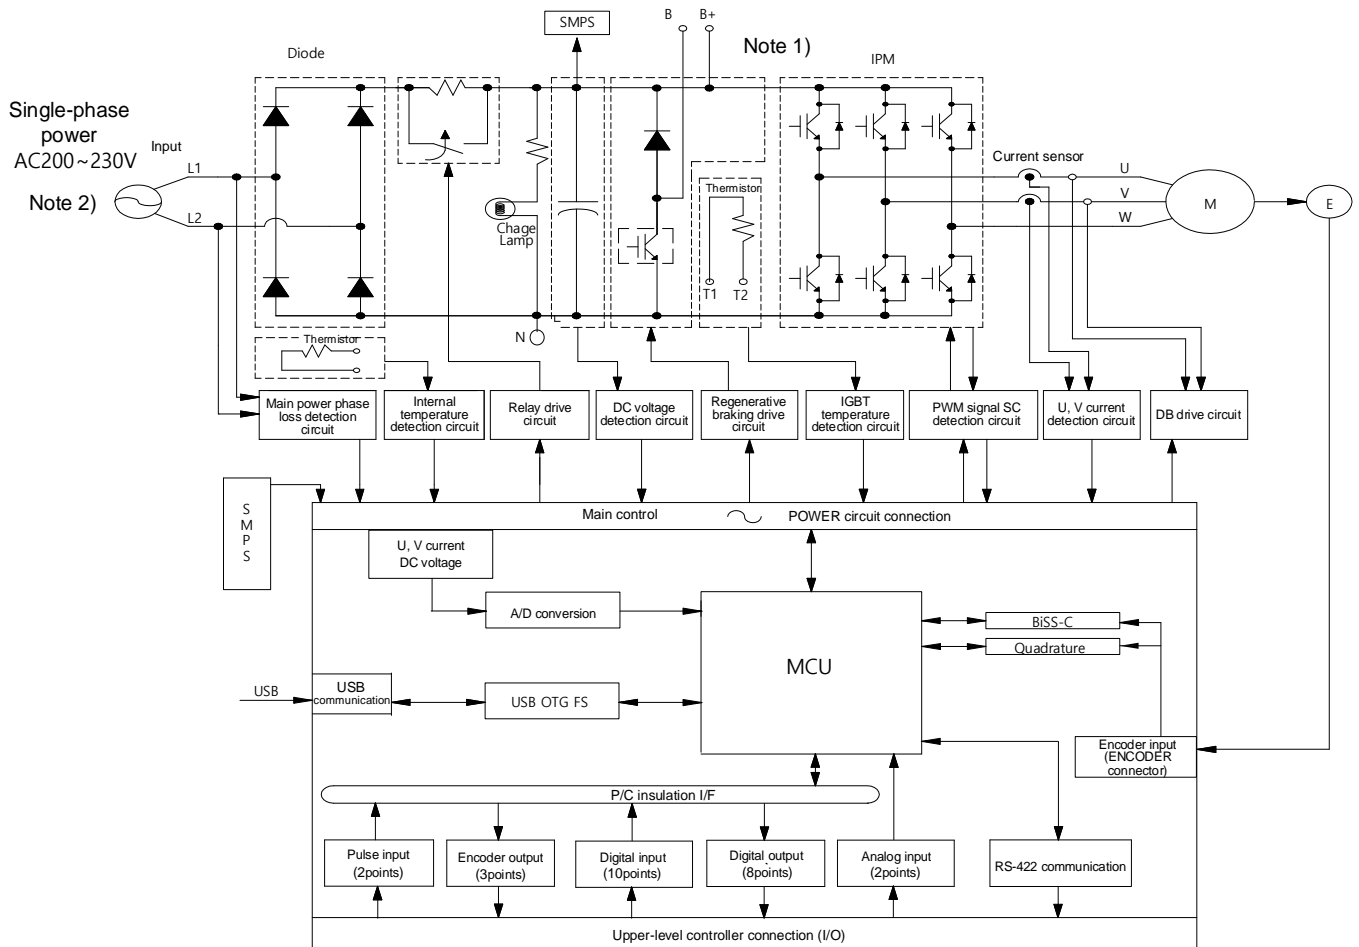 SMPS
B
B+
Note 1)
Diode
IPM
Single-phase
power
AC200~230V
Input
L1
Note 2)
L2
Chage
Lamp
Thermistor
T1
T2
Current sensor
U
V
W
M
E
N
Thermistor
Main power phase
loss detection
circuit
Internal
temperature
detection circuit
Relay drive
circuit
DC voltage
detection circuit
Regenerative
braking drive
circuit
IGBT
temperature
detection circuit
PWM signal SC
detection circuit
U, V current
detection circuit
DB drive circuit
S
M
P
S
Main control
POWER circuit connection
U, V current
DC voltage
A/D conversion
MCU
BiSS-C
Quadrature
USB
USB
communication
USB OTG FS
Encoder input
(ENCODER
connector)
P/C insulation I/F
Pulse input
(2points)
Encoder output
(3points)
Digital input
(10points)
Digital output
(8points)
Analog input
(2points)
RS-422 communication
Upper-level controller connection (I/O)